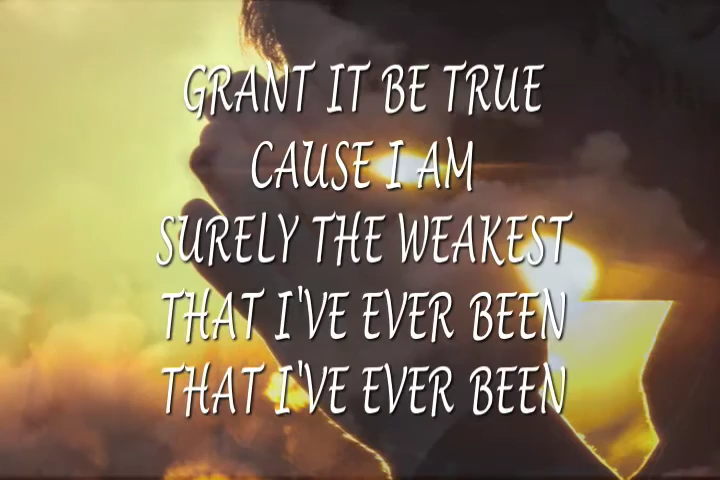 GRANT IT BE TRUE
CAUSE I AM
SURELY THE WEAKEST
THAT I'VE EVER BEEN
THAT I'VE EVER BEEN